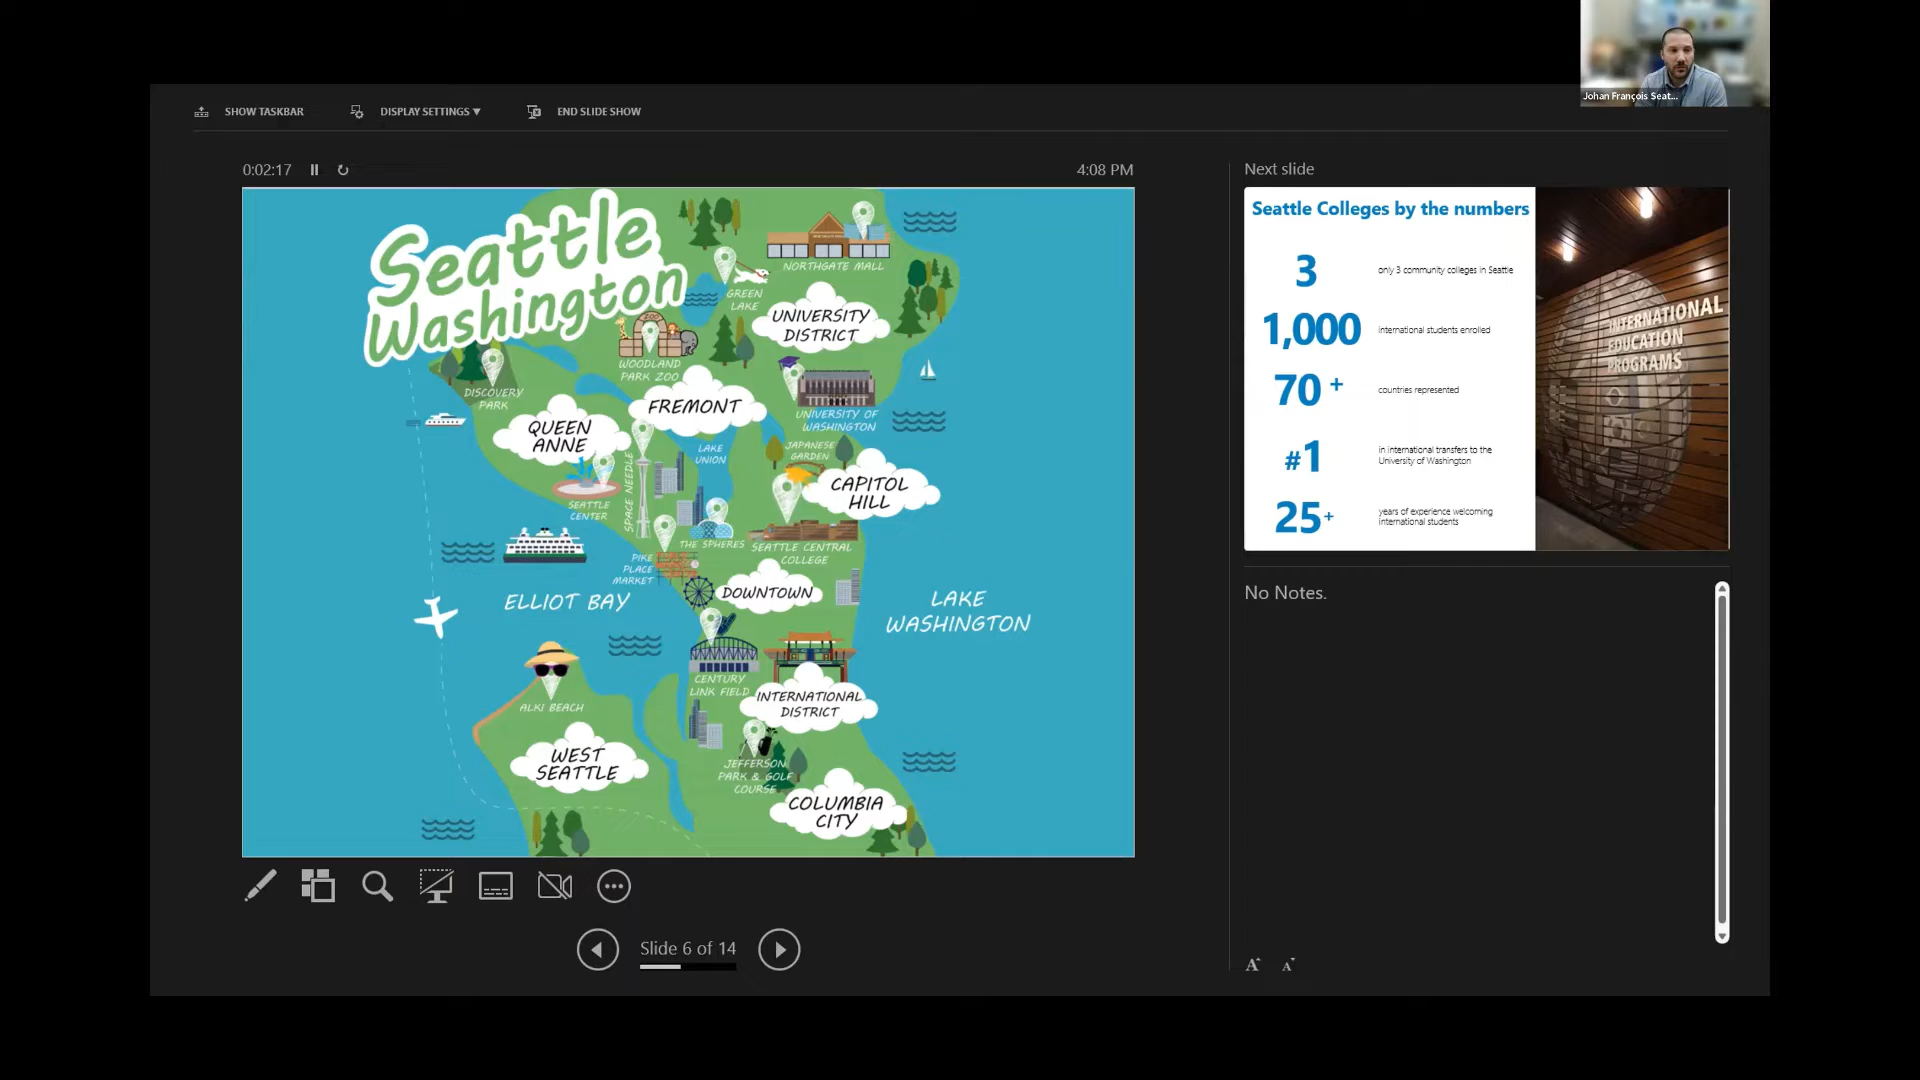 Johan François Seat...
SHOW TASKBAR
DISPLAY SETTINGS ▾
END SLIDE SHOW
0:02:17
4:08 PM
Seattle
Washington
NORTHGATE MALL
GREEN
LAKE
UNIVERSITY
DISTRICT
ZOO
WOODLAND
PARK ZOO
DISCOVERY
PARK
FREMONT
UNIVERSITY OF
WASHINGTON
QUEEN
ANNE
LAKE
UNION
JAPANESE
GARDEN
SPACE NEEDLE
CAPITOL
HILL
SEATTLE
CENTER
THE SPHERES
SEATTLE CENTRAL
COLLEGE
PIKE
PLACE
MARKET
DOWNTOWN
ELLIOT BAY
LAKE
WASHINGTON
CENTURY
LINK FIELD
INTERNATIONAL
DISTRICT
ALKI BEACH
WEST
SEATTLE
JEFFERSON
PARK & GOLF
COURSE
COLUMBIA
CITY
Slide 6 of 14
Next slide
Seattle Colleges by the numbers
3 only 3 community colleges in Seattle
1,000 international students enrolled
70+ countries represented
#1 in international transfers to the
University of Washington
25+ years of experience welcoming
international students
INTERNATIONAL
EDUCATION
PROGRAMS
No Notes.
A A